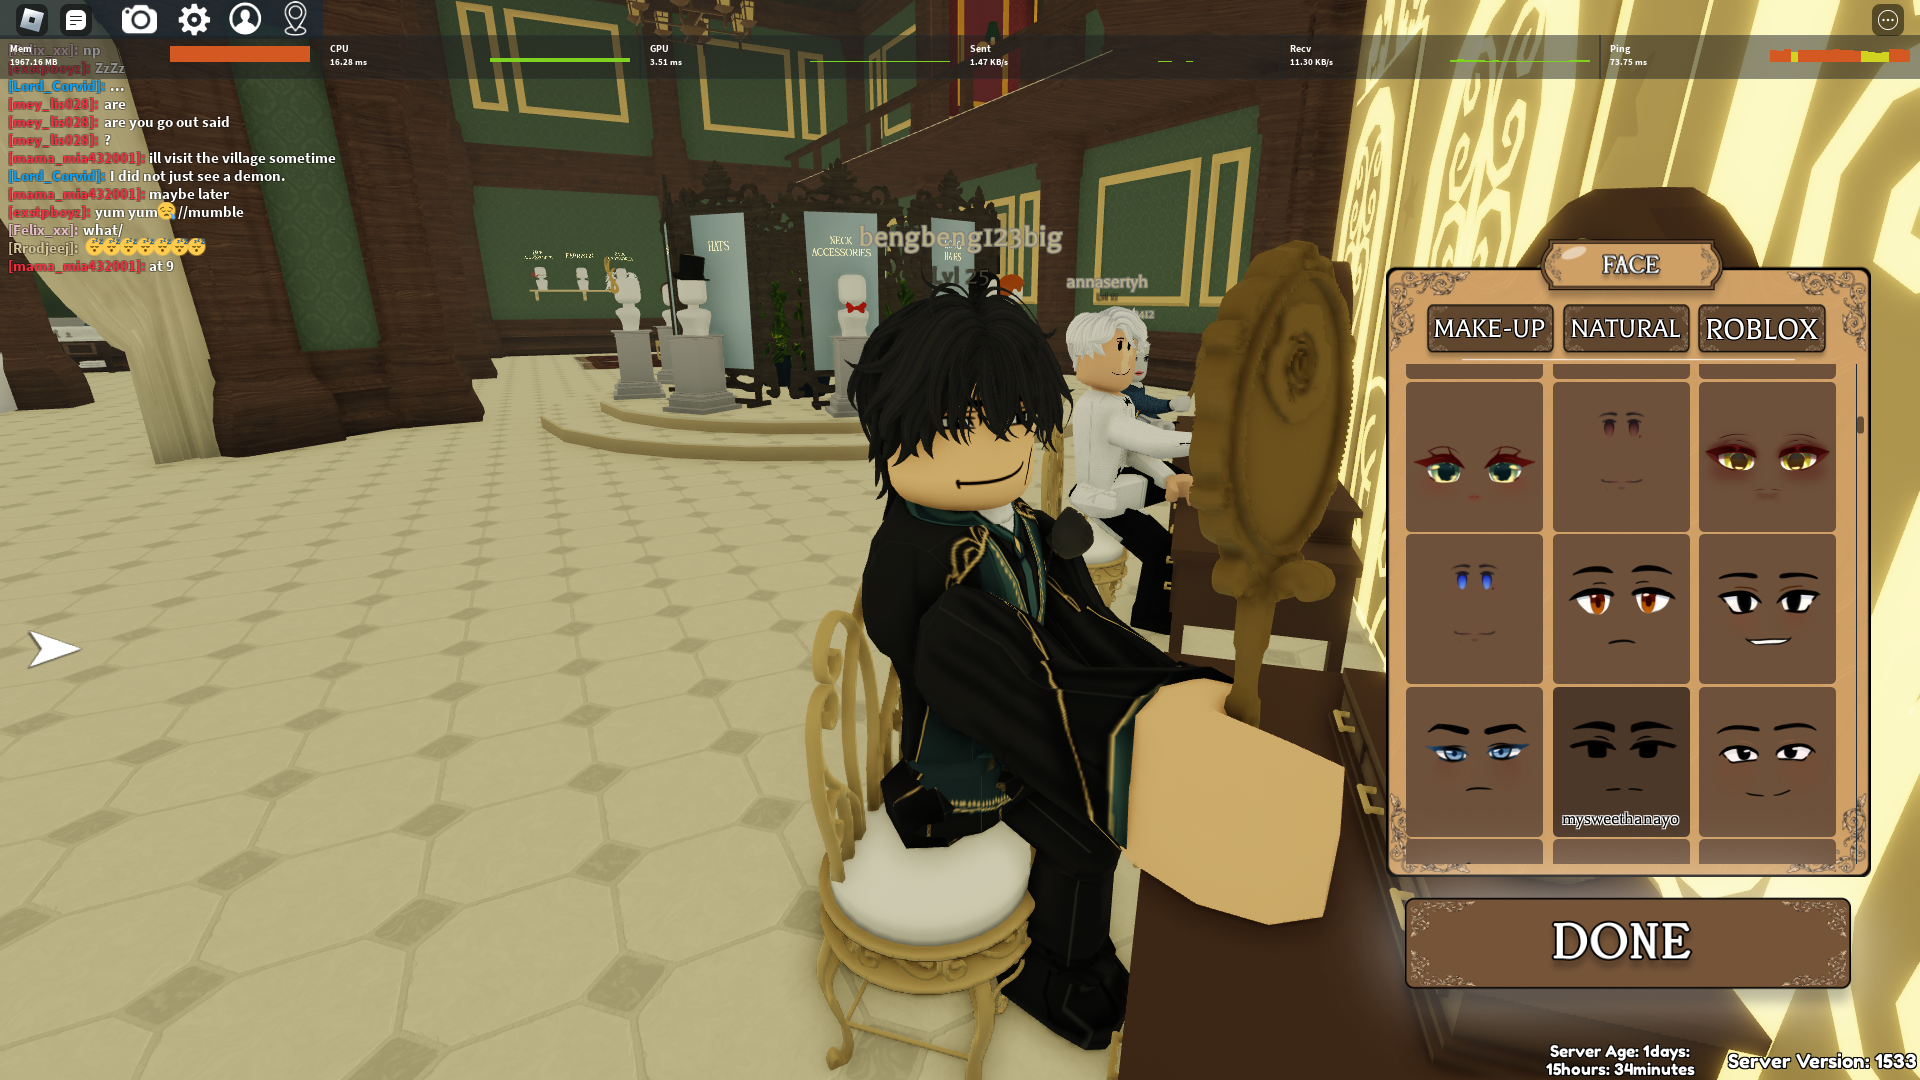 Mem
1967.16 MB
CPU
16.28 ms
GPU
3.51 ms
Sent
1.47 KB/s
Recv
11.30 KB/s
Ping
73.75 ms
[Felix_xx]: np
[exstpboyz]: ZzZz
[Lord_Corvid]: ...
[mey_lis028]: are
[mey_lis028]: are you go out said
[mey_lis028]: ?
[mama_mia432001]: ill visit the village sometime
[Lord_Corvid]: I did not just see a demon.
[mama_mia432001]: maybe later
[exstpboyz]: yum yum😪//mumble
[Felix_xx]: what/
[Rrodjeej]: 😴😴😴😴😴😴😴
[mama_mia432001]: at 9
HATS
NECK
ACCESSORIES
bengbeng123big
Lvl 25
annasertyh
FACE
MAKE-UP
NATURAL
ROBLOX
mysweethanayo
DONE
Server Age: 1days:
15hours: 34minutes
Server Version: 1533